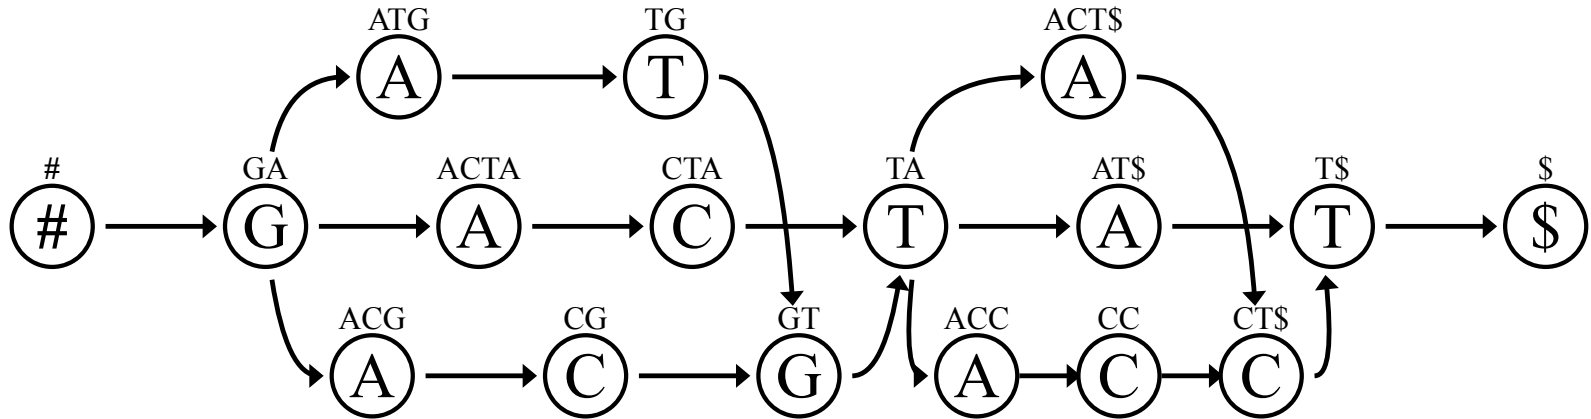 ATG TG ACT$
A T A
# GA ACTA CTA TA AT$ T$ $
# G A C T A T $
ACG CG GT ACC CC CT$
A C G A C C